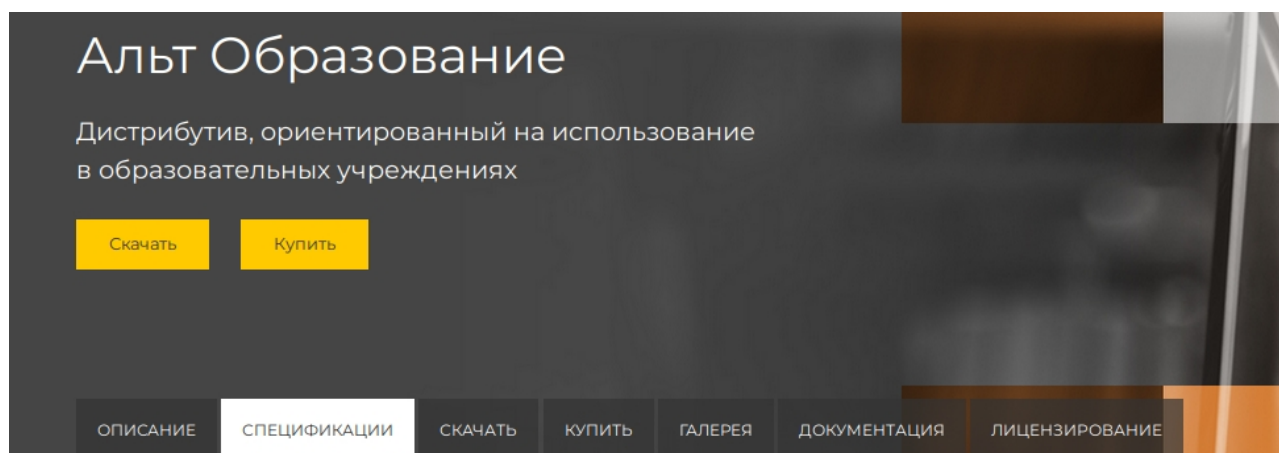 Альт Образование
Дистрибутив, ориентированный на использование
в образовательных учреждениях
Скачать Купить
ОПИСАНИЕ СПЕЦИФИКАЦИИ СКАЧАТЬ КУПИТЬ ГАЛЕРЕЯ ДОКУМЕНТАЦИЯ ЛИЦЕНЗИРОВАНИЕ